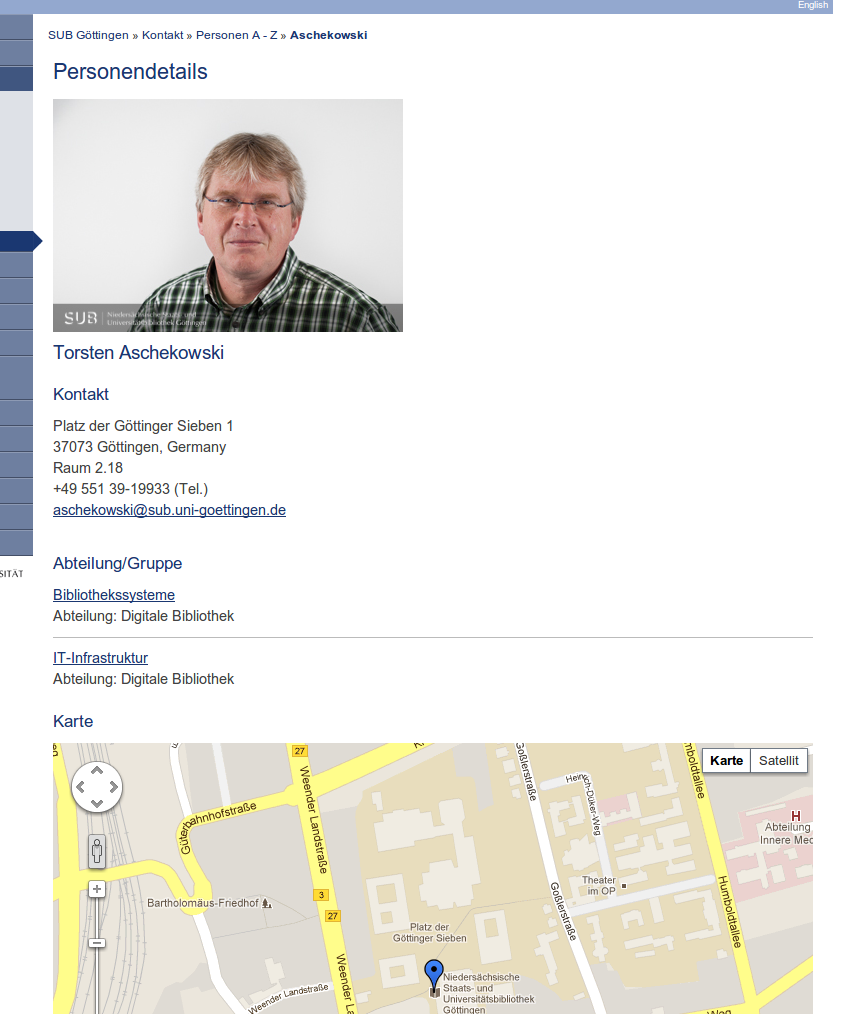 English
SUB Göttingen » Kontakt » Personen A - Z » Aschekowski
Personendetails
SUB
Niedersächsische Staats- und
Universitätsbibliothek Göttingen
Torsten Aschekowski
Kontakt
Platz der Göttinger Sieben 1
37073 Göttingen, Germany
Raum 2.18
+49 551 39-19933 (Tel.)
aschekowski@sub.uni-goettingen.de
Abteilung/Gruppe
SITÄT
Bibliothekssysteme
Abteilung: Digitale Bibliothek
IT-Infrastruktur
Abteilung: Digitale Bibliothek
Karte
27
Karte
Satellit
Goßlerstraße
Humboldtallee
Weender Landstraße
Güterbahnhofstraße
Heinrich-Düker-Weg
H
Abteilung
Innere Med
Theater
im OP
3
27
Bartholomäus-Friedhof
Goßlerstraße
Humboldtallee
Platz der
Göttinger Sieben
Weender La
Weender Landstraße
Niedersächsische
Staats- und
Universitätsbibliothek
Göttingen
Weg